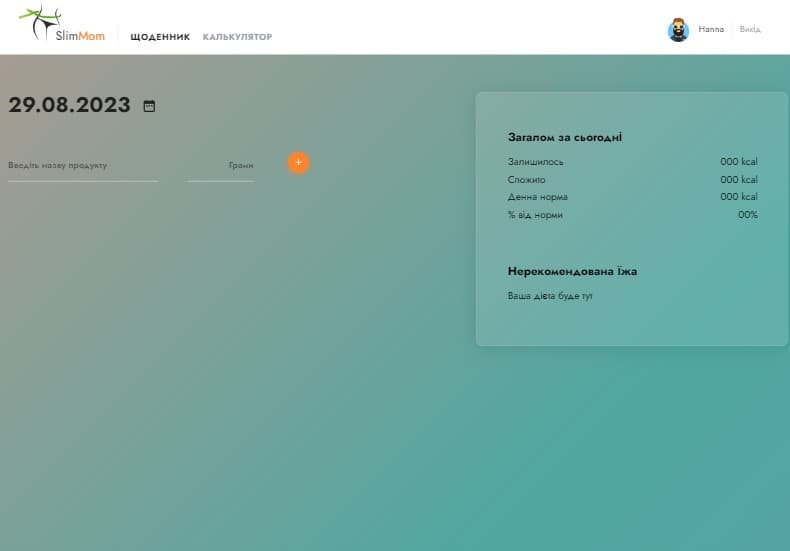 SlimMom
ЩОДЕННИК КАЛЬКУЛЯТОР
Hanna
Вихід
29.08.2023
Введіть назву продукту
Грами
+
Загалом за сьогодні
Залишилось 000 kcal
Спожито 000 kcal
Денна норма 000 kcal
% від норми 00%
Нерекомендована їжа
Ваша дієта буде тут